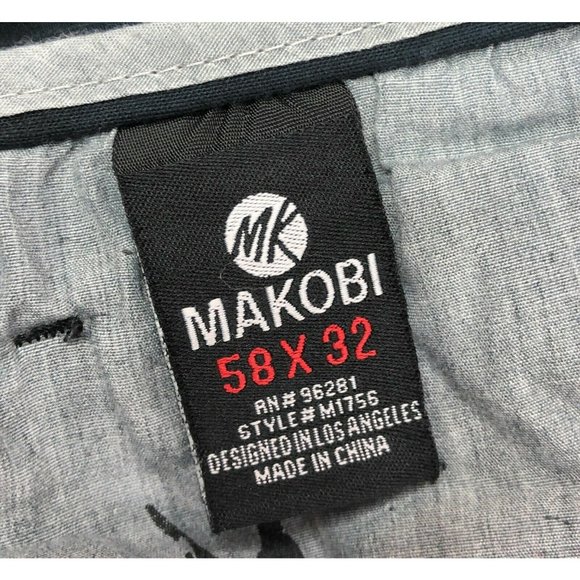 MK
MAKOBI
58 X 32
RN# 96281
STYLE# M1756
DESIGNED IN LOS ANGELES
MADE IN CHINA